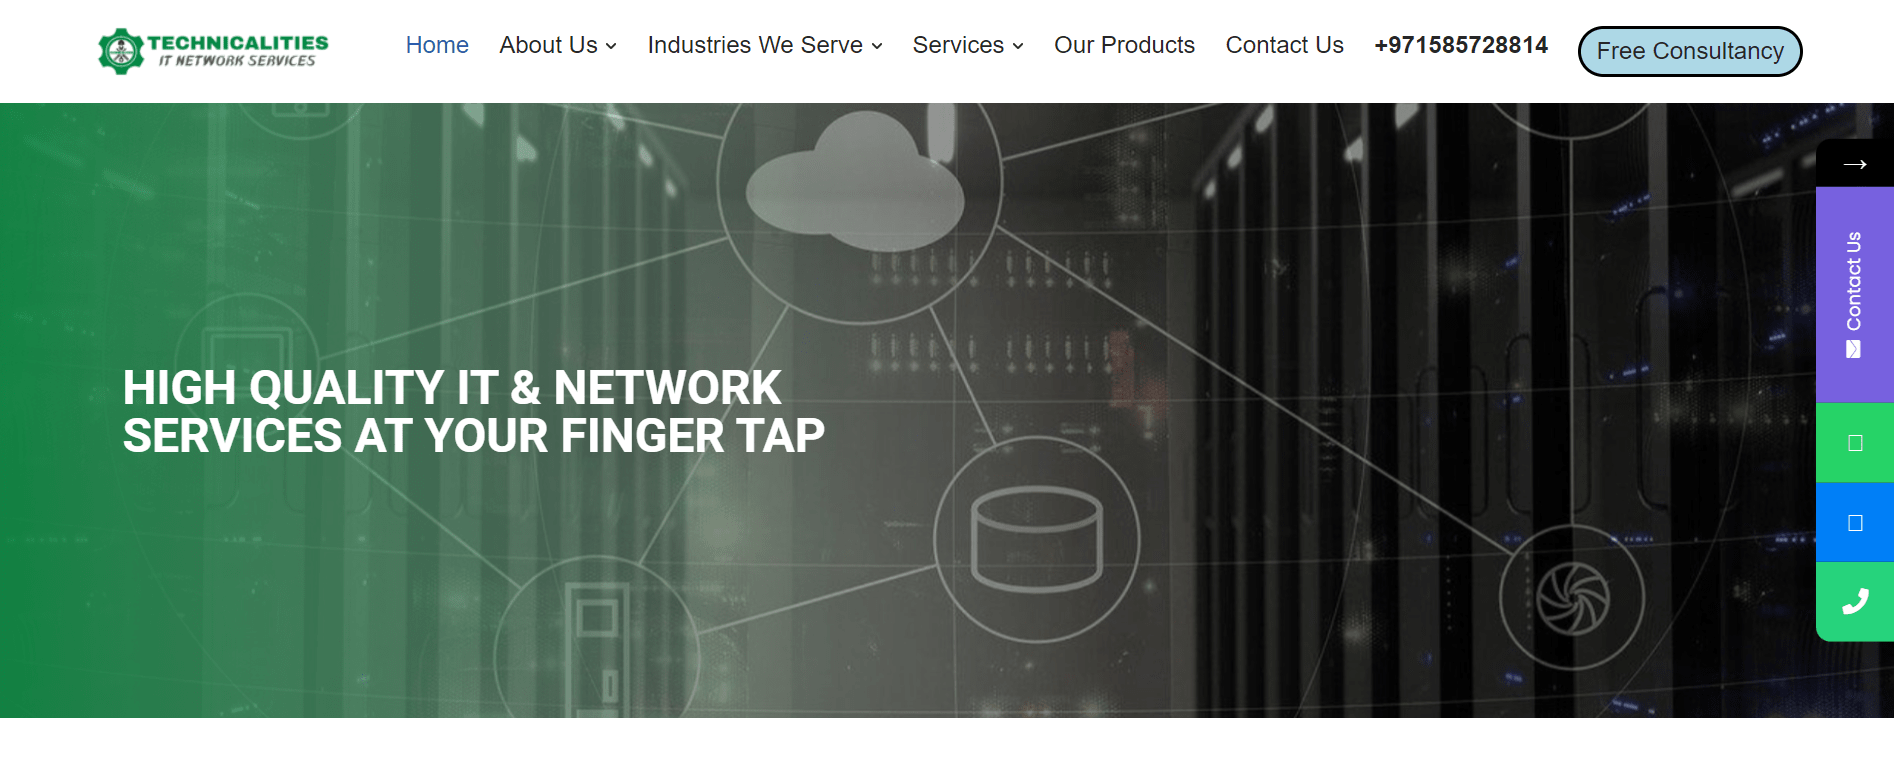 TECHNICALITIES
IT NETWORK SERVICES
Home
About Us
Industries We Serve
Services
Our Products
Contact Us
+971585728814
Free Consultancy
HIGH QUALITY IT & NETWORK
SERVICES AT YOUR FINGER TAP
→
Contact Us